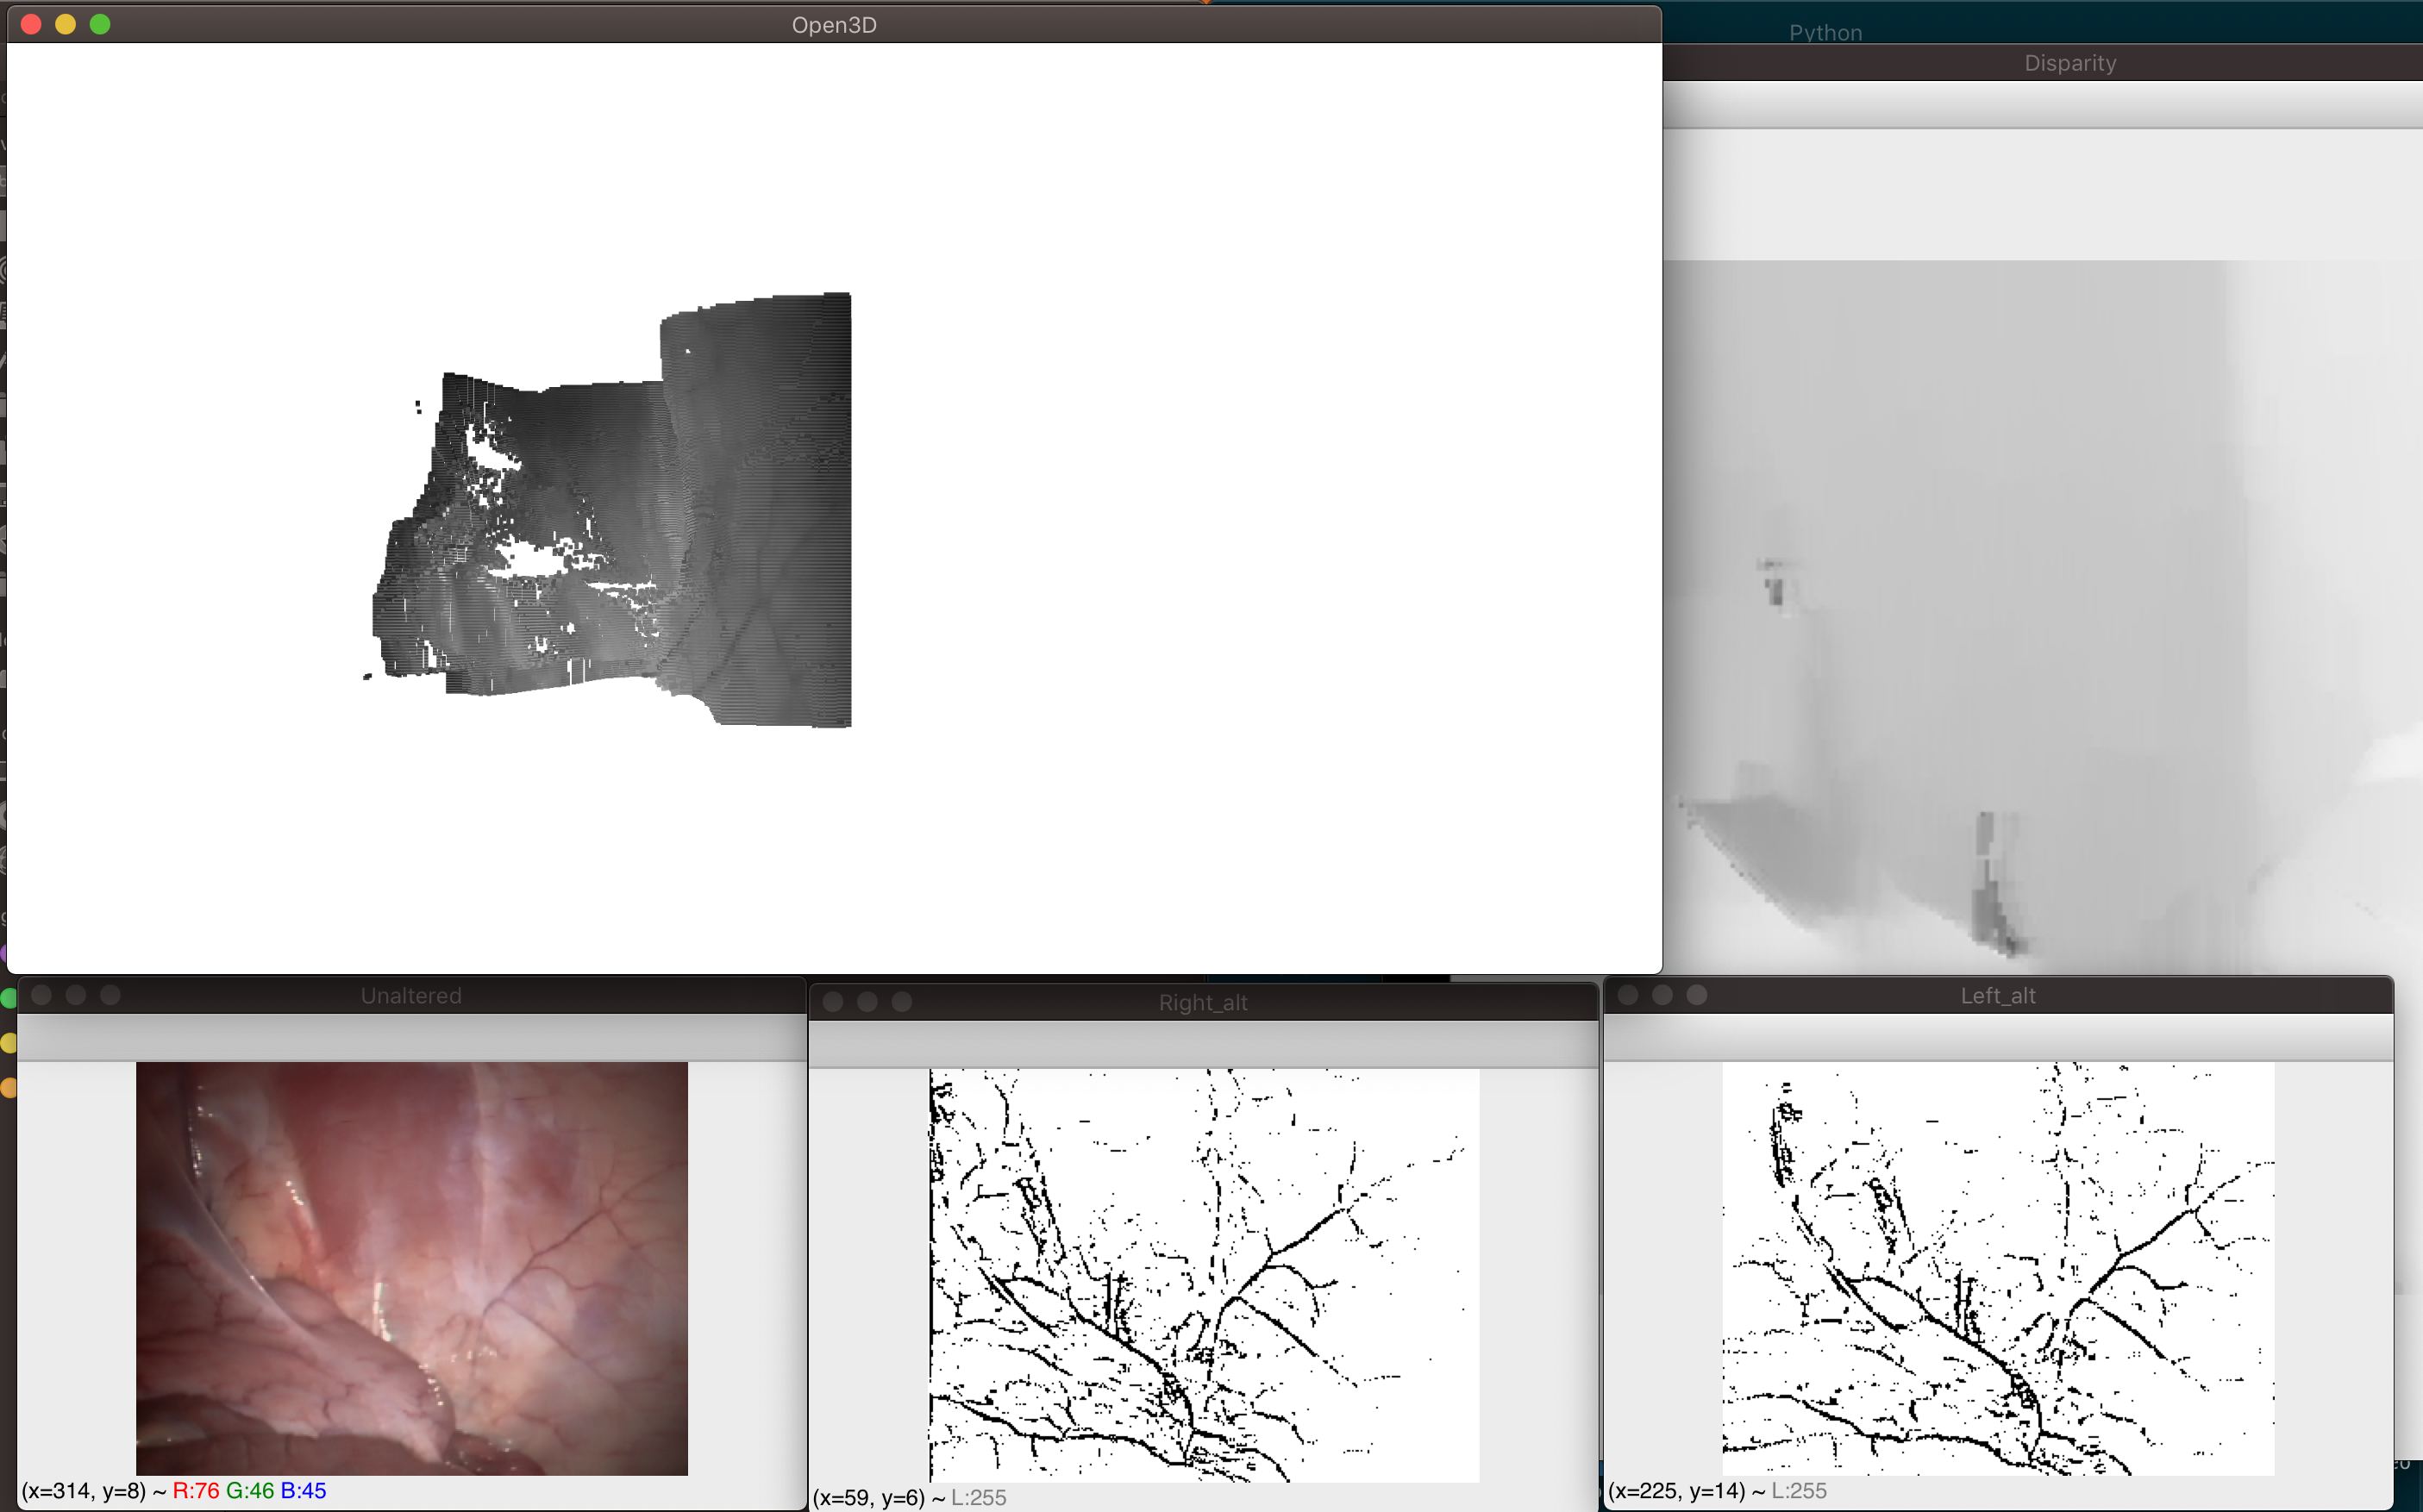 Open3D
Python
Disparity
Unaltered
Right_alt
Left_alt
(x=314, y=8) ~ R:76 G:46 B:45
(x=59, y=6) ~ L:255
(x=225, y=14) ~ L:255